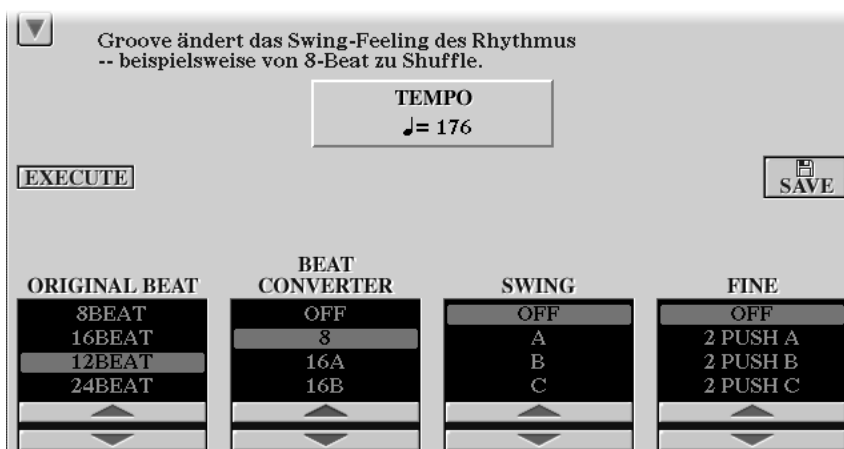 Groove ändert das Swing-Feeling des Rhythmus
-- beispielsweise von 8-Beat zu Shuffle.
TEMPO
♩= 176
EXECUTE
SAVE
ORIGINAL BEAT
8BEAT
16BEAT
12BEAT
24BEAT
BEAT
CONVERTER
OFF
8
16A
16B
SWING
OFF
A
B
C
FINE
OFF
2 PUSH A
2 PUSH B
2 PUSH C